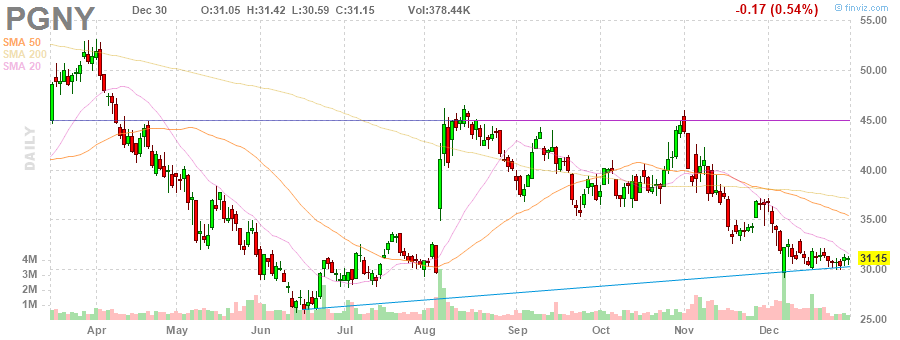 PGNY Dec 30 O:31.05 H:31.42 L:30.59 C:31.15 Vol:378.44K -0.17 (0.54%) © finviz.com
55.00
SMA 50
SMA 200
SMA 20
50.00
45.00
DAILY
40.00
35.00
4M 31.15
3M 30.00
2M
1M
25.00
Apr May Jun Jul Aug Sep Oct Nov Dec